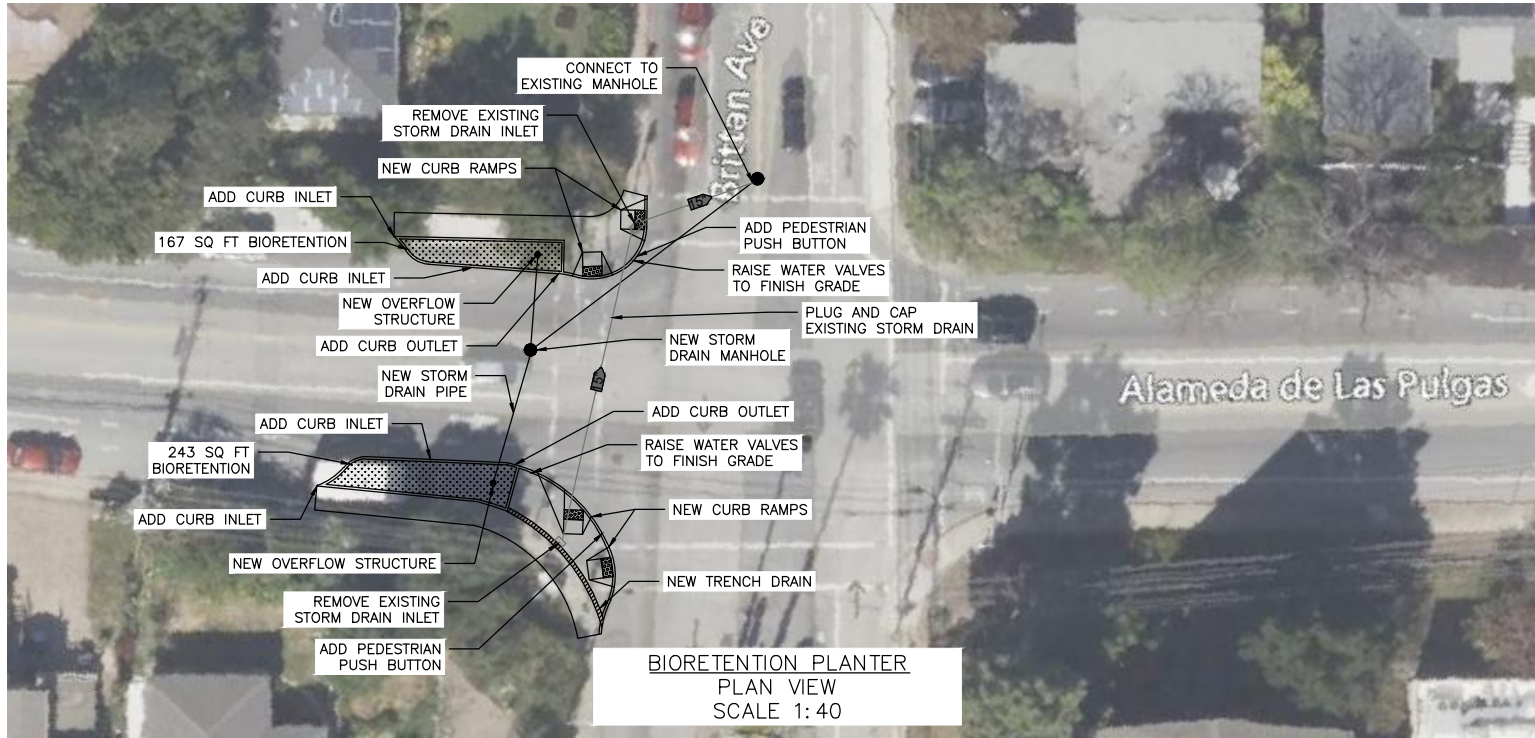 CONNECT TO
EXISTING MANHOLE
REMOVE EXISTING
STORM DRAIN INLET
NEW CURB RAMPS
ADD CURB INLET
167 SQ FT BIORETENTION
ADD CURB INLET
NEW OVERFLOW
STRUCTURE
ADD CURB OUTLET
NEW STORM
DRAIN PIPE
Brittan Ave
15"
ADD PEDESTRIAN
PUSH BUTTON
RAISE WATER VALVES
TO FINISH GRADE
PLUG AND CAP
EXISTING STORM DRAIN
NEW STORM
DRAIN MANHOLE
15"
Alameda de Las Pulgas
ADD CURB INLET
243 SQ FT
BIORETENTION
ADD CURB INLET
NEW OVERFLOW STRUCTURE
REMOVE EXISTING
STORM DRAIN INLET
ADD PEDESTRIAN
PUSH BUTTON
ADD CURB OUTLET
RAISE WATER VALVES
TO FINISH GRADE
NEW CURB RAMPS
NEW TRENCH DRAIN
BIORETENTION PLANTER
PLAN VIEW
SCALE 1:40